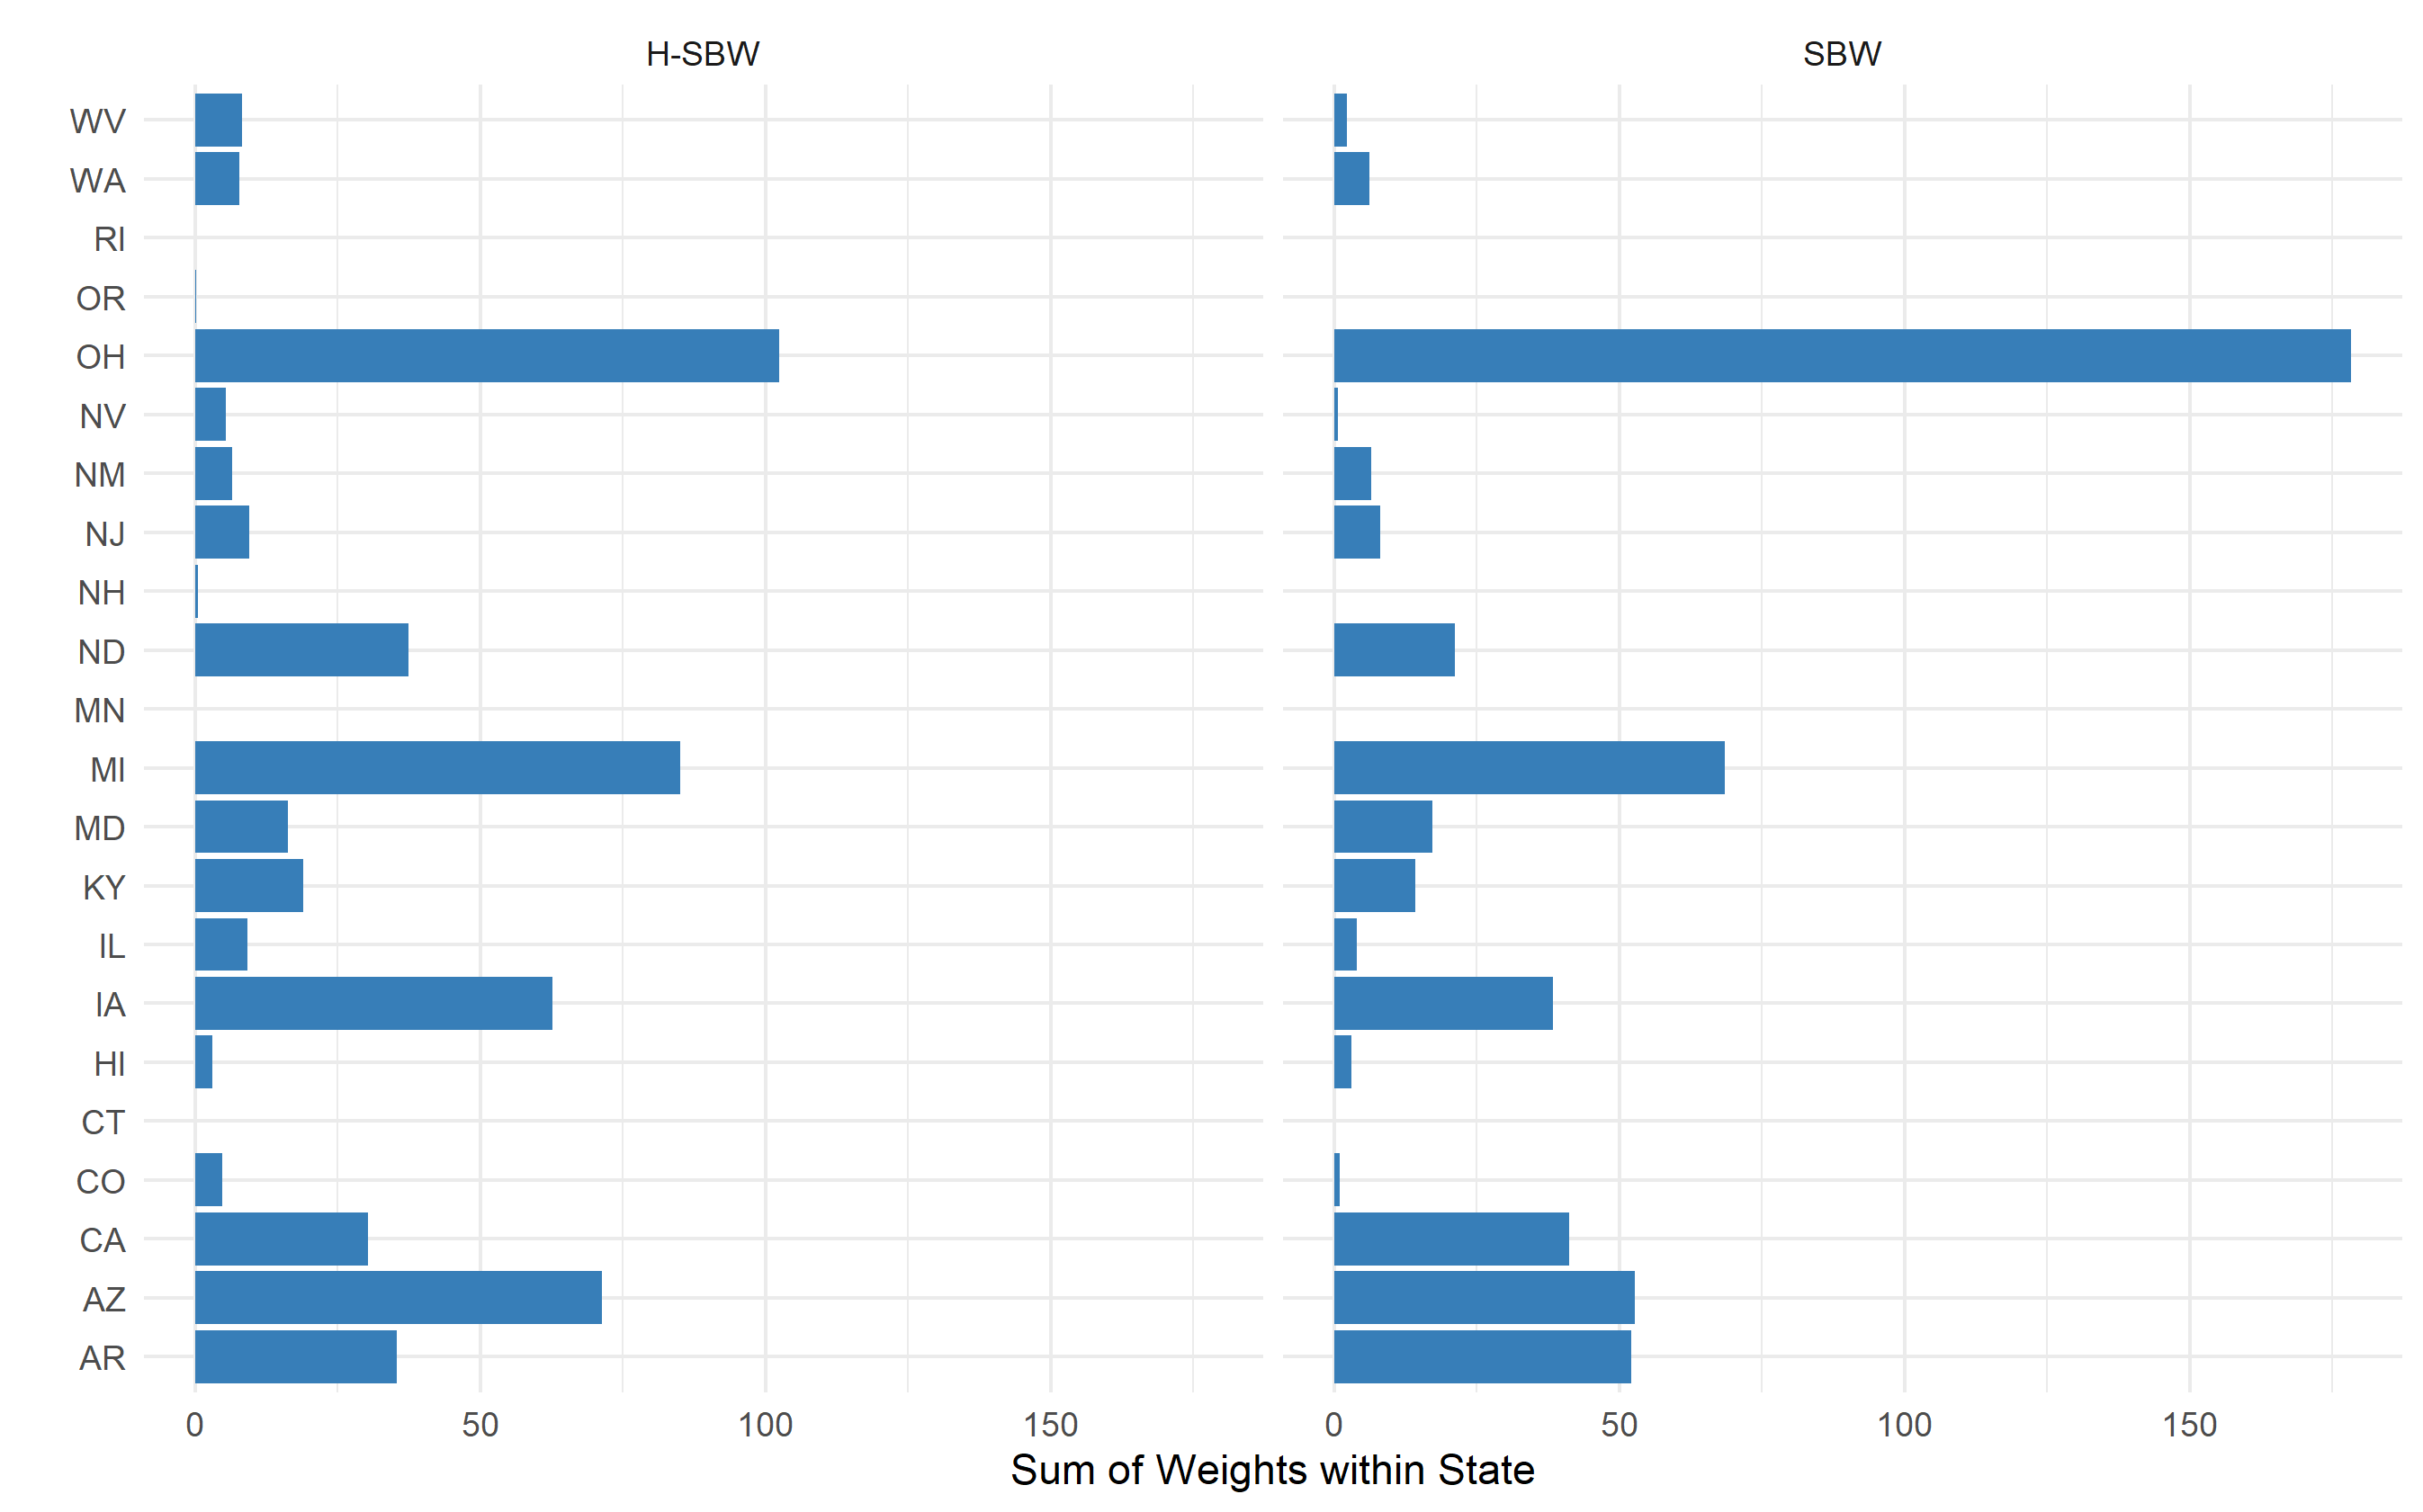 H-SBW
SBW
WV
WA
RI
OR
OH
NV
NM
NJ
NH
ND
MN
MI
MD
KY
IL
IA
HI
CT
CO
CA
AZ
AR
0 50 100 150
0 50 100 150
Sum of Weights within State